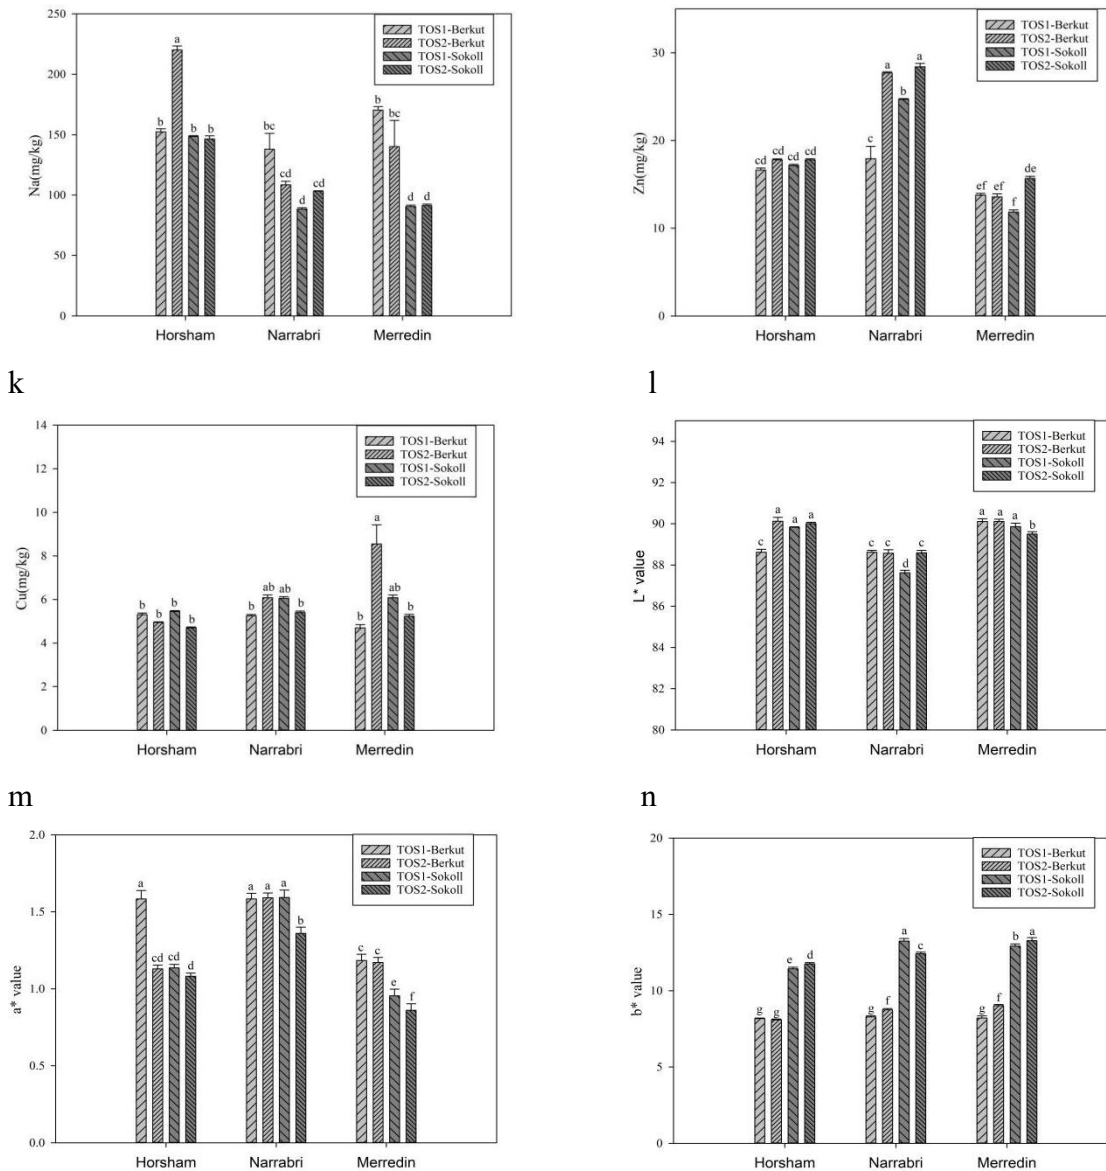 250
200
150
100
50
0
Na(mg/kg)
TOS1-Berkut
TOS2-Berkut
TOS1-Sokoll
TOS2-Sokoll
b a b b
bc cd d cd
b bc d d
Horsham Narrabri Merredin
30
20
10
0
Zn(mg/kg)
TOS1-Berkut
TOS2-Berkut
TOS1-Sokoll
TOS2-Sokoll
cd cd cd cd
c a b a
ef ef f de
Horsham Narrabri Merredin
k
l
14
12
10
8
6
4
2
0
Cu(mg/kg)
TOS1-Berkut
TOS2-Berkut
TOS1-Sokoll
TOS2-Sokoll
b b b b
b ab ab b
b a ab b
Horsham Narrabri Merredin
94
92
90
88
86
84
82
80
L* value
TOS1-Berkut
TOS2-Berkut
TOS1-Sokoll
TOS2-Sokoll
c a a a
c c d c
a a a b
Horsham Narrabri Merredin
m
n
2.0
1.5
1.0
0.5
0.0
a* value
TOS1-Berkut
TOS2-Berkut
TOS1-Sokoll
TOS2-Sokoll
a cd cd d
a a a b
c c e f
Horsham Narrabri Merredin
20
15
10
5
0
b* value
TOS1-Berkut
TOS2-Berkut
TOS1-Sokoll
TOS2-Sokoll
g g e d
g f a c
g f b a
Horsham Narrabri Merredin